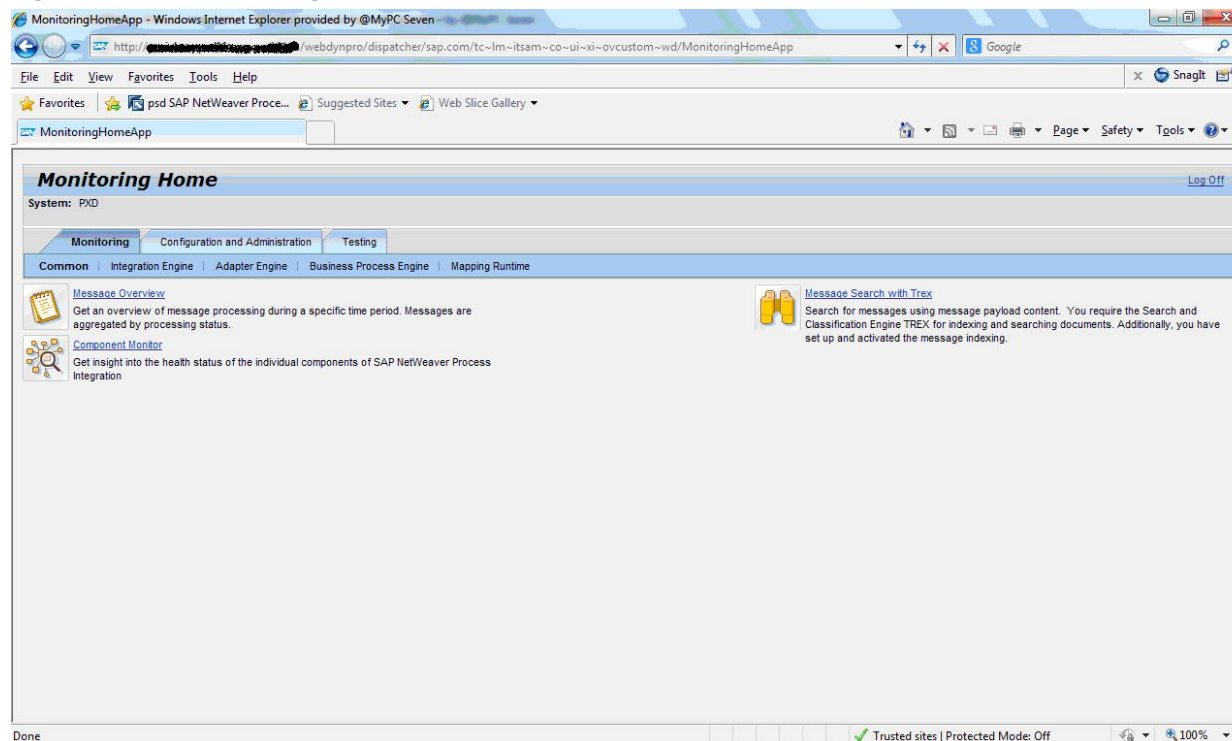 MonitoringHomeApp - Windows Internet Explorer provided by @MyPC Seven
http:// /webdynpro/dispatcher/sap.com/tc~lm~itsam~co~ui~xi~ovcustom~wd/MonitoringHomeApp
Google
File Edit View Favorites Tools Help
x SnagIt
Favorites psd SAP NetWeaver Proce... Suggested Sites Web Slice Gallery
MonitoringHomeApp
Page Safety Tools
Monitoring Home
Log Off
System: PXD
Monitoring Configuration and Administration Testing
Common | Integration Engine | Adapter Engine | Business Process Engine | Mapping Runtime
Message Overview
Get an overview of message processing during a specific time period. Messages are
aggregated by processing status.
Component Monitor
Get insight into the health status of the individual components of SAP NetWeaver Process
Integration
Message Search with Trex
Search for messages using message payload content. You require the Search and
Classification Engine TREX for indexing and searching documents. Additionally, you have
set up and activated the message indexing.
Done
Trusted sites | Protected Mode: Off
100%